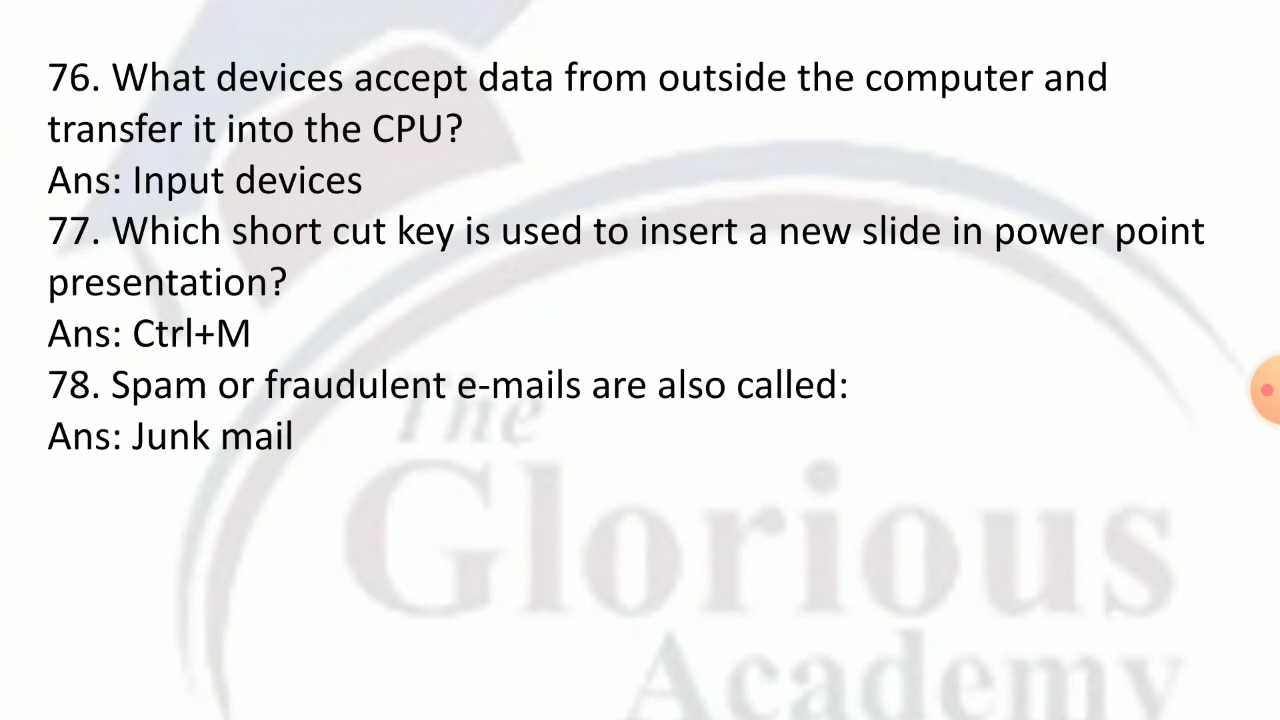 76. What devices accept data from outside the computer and
transfer it into the CPU?
Ans: Input devices
77. Which short cut key is used to insert a new slide in power point
presentation?
Ans: Ctrl+M
78. Spam or fraudulent e-mails are also called:
Ans: Junk mail
The
Glorious
Academy